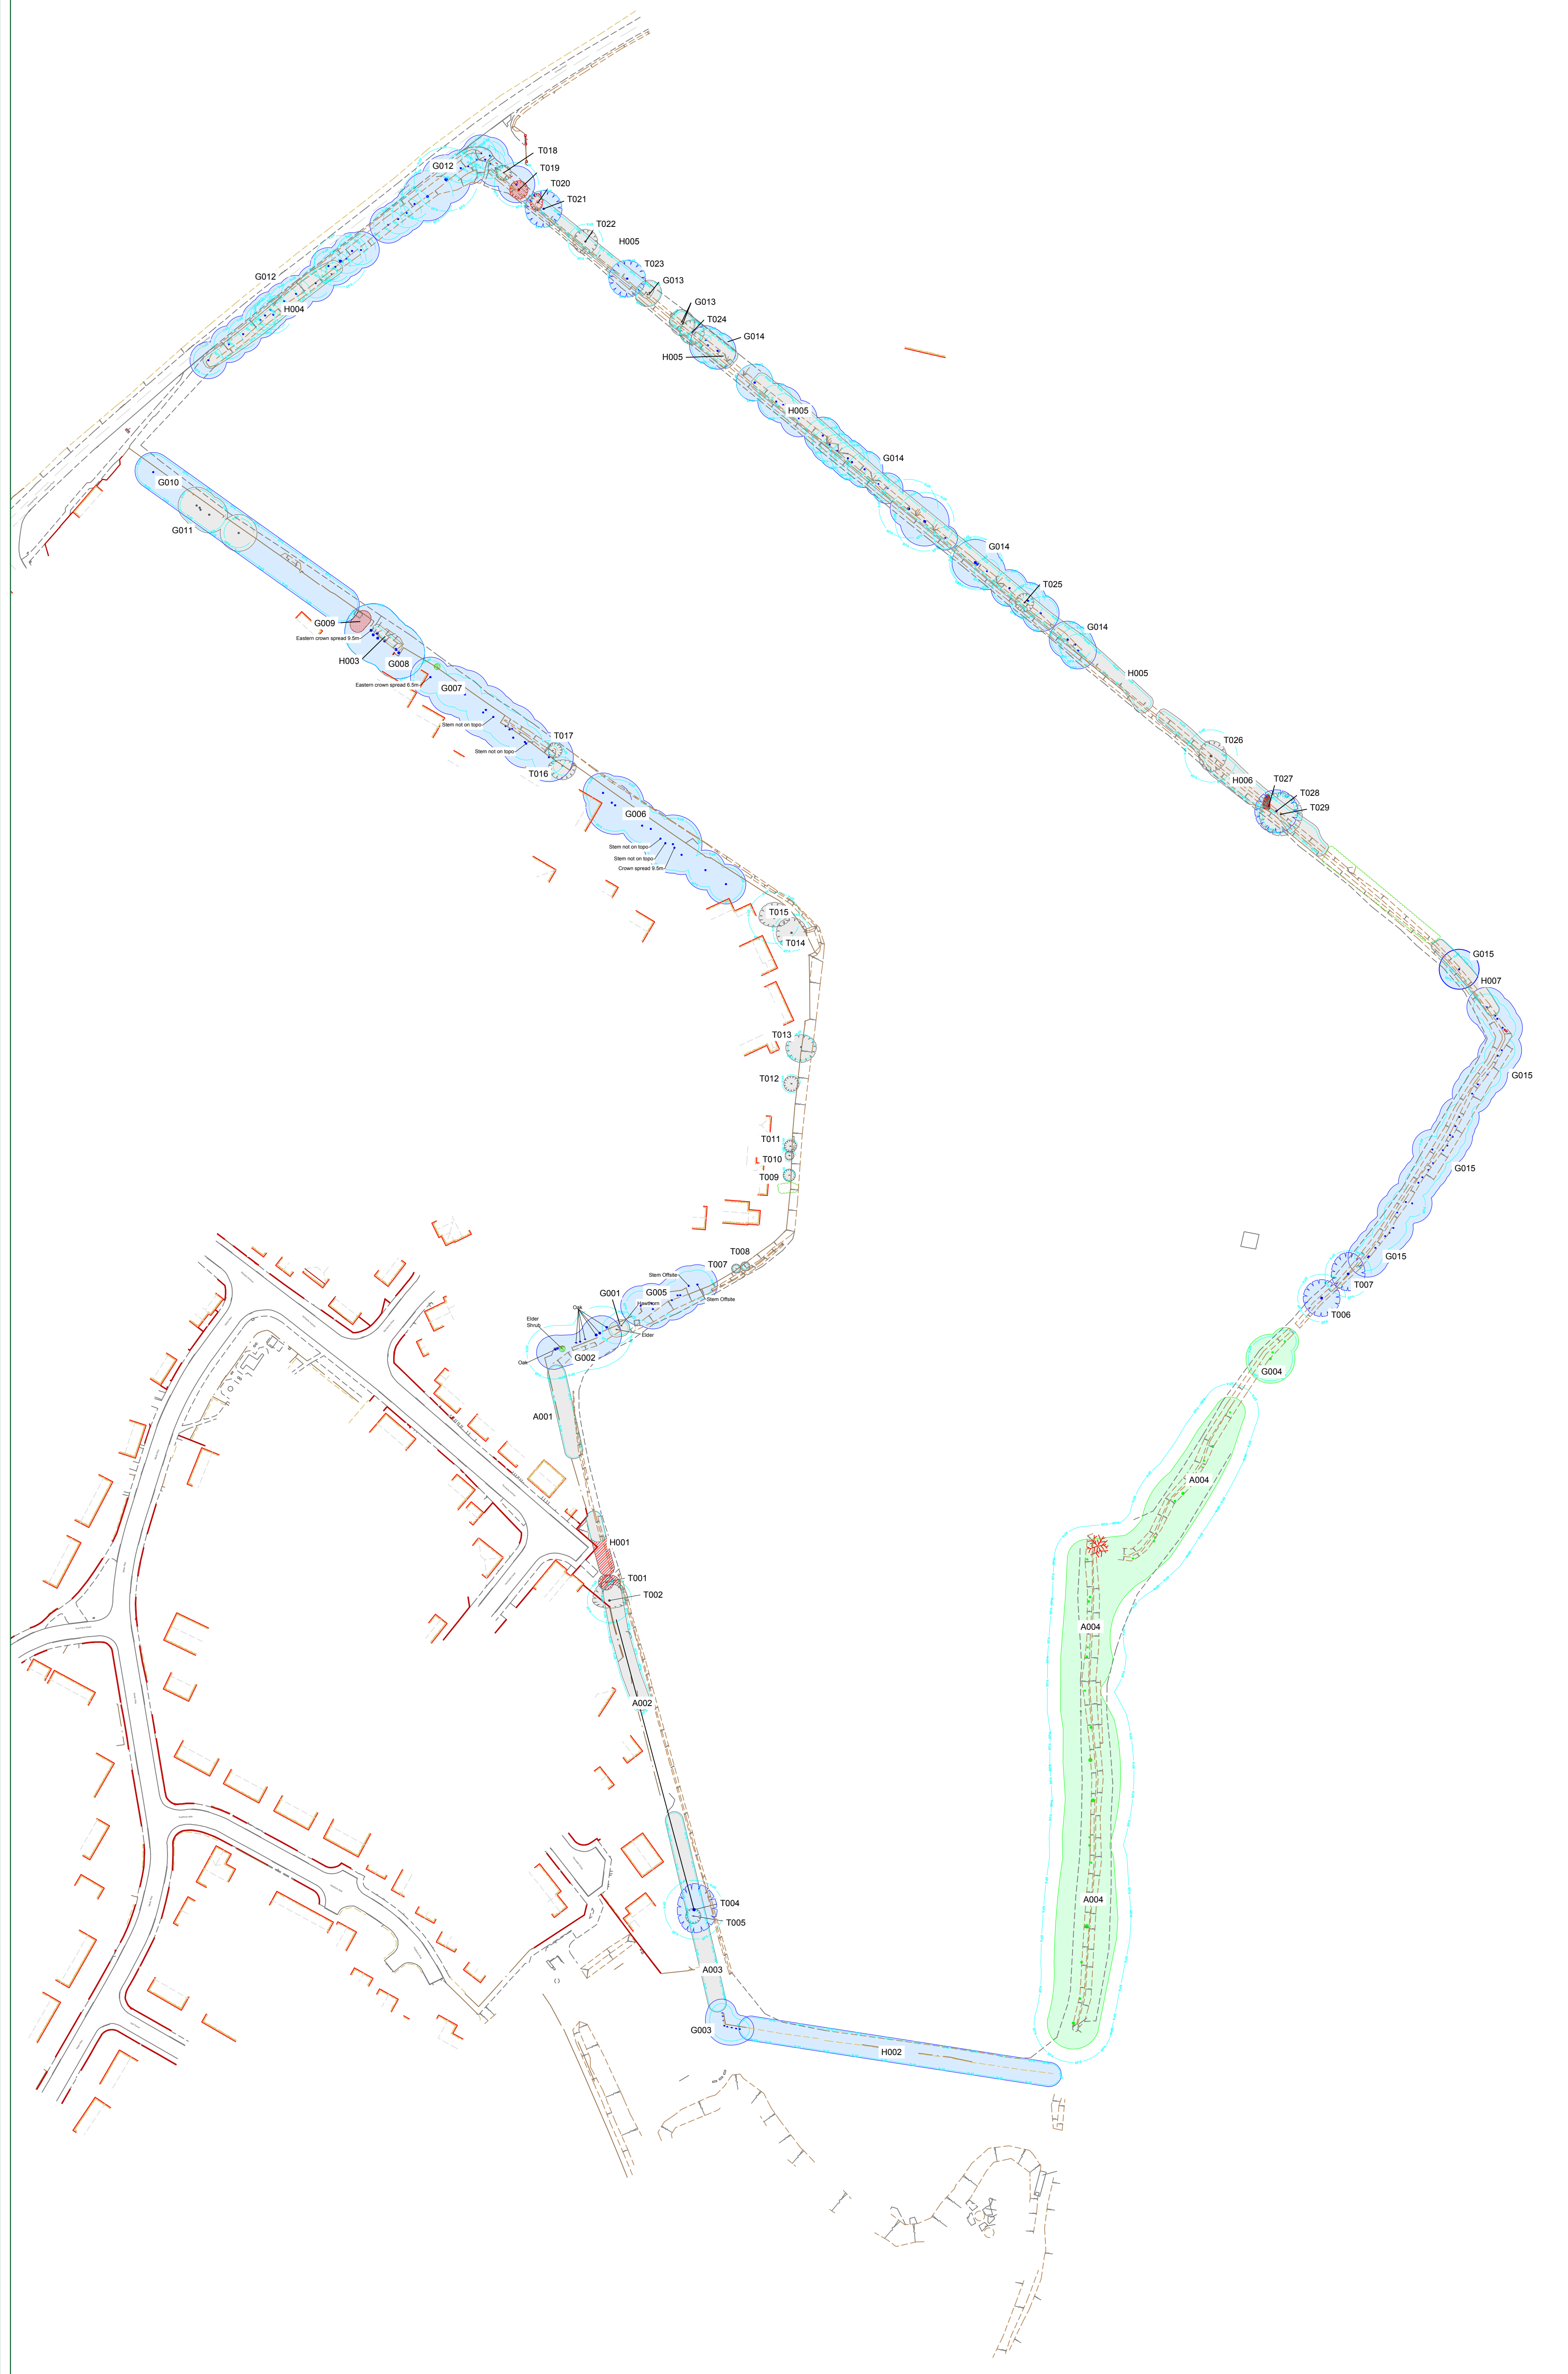 T018
G012
T019
T020
T021
T022
H005
T023
G012
G013
G013
H004
T024
G014
H005
H005
G014
G010
G011
G014
T025
G009
Eastern crown spread 9.5m
G014
H003
G008
H005
Eastern crown spread 6.5m
G007
Stem not on topo
T017
T026
Stem not on topo
T016
H006
T027
T028
G006
T029
Stem not on topo
Stem not on topo
Crown spread 9.5m
T015
T014
G015
H007
T013
G015
T012
T011
T010
T009
G015
T008
G015
T007
Stem Offsite
T007
G001
G005
Hawthorn
Stem Offsite
Oak
T006
Elder
Shrub
Elder
G002
Oak
G004
A001
A004
H001
T001
T002
A004
A002
A004
T004
T005
A003
G003
H002